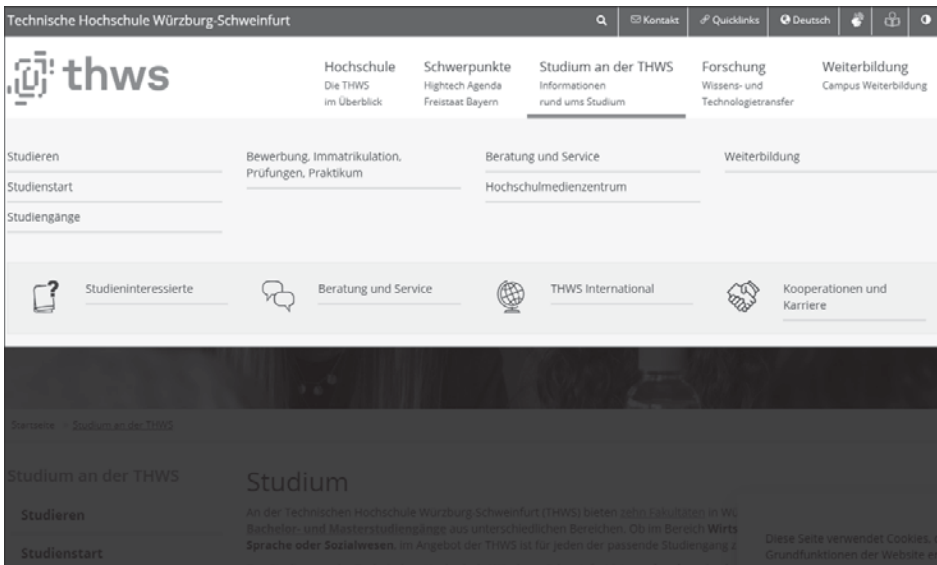 Technische Hochschule Würzburg-Schweinfurt
Kontakt
Quicklinks
Deutsch
thws
Hochschule
Die THWS
im Überblick
Schwerpunkte
Hightech Agenda
Freistaat Bayern
Studium an der THWS
Informationen
rund ums Studium
Forschung
Wissens- und
Technologietransfer
Weiterbildung
Campus Weiterbildung
Studieren
Studienstart
Studiengänge
Bewerbung, Immatrikulation,
Prüfungen, Praktikum
Beratung und Service
Hochschulmedienzentrum
Weiterbildung
Studieninteressierte
Beratung und Service
THWS International
Kooperationen und
Karriere
Startseite
Studium an der THWS
Studium an der THWS
Studieren
Studienstart
Studium
An der Technischen Hochschule Würzburg-Schweinfurt (THWS) bieten zehn Fakultäten in Wü
Bachelor- und Masterstudiengänge aus unterschiedlichen Bereichen. Ob im Bereich Wirts
Sprache oder Sozialwesen, im Angebot der THWS ist für jeden der passende Studiengang
Diese Seite verwendet Cookies,
Grundfunktionen der Website